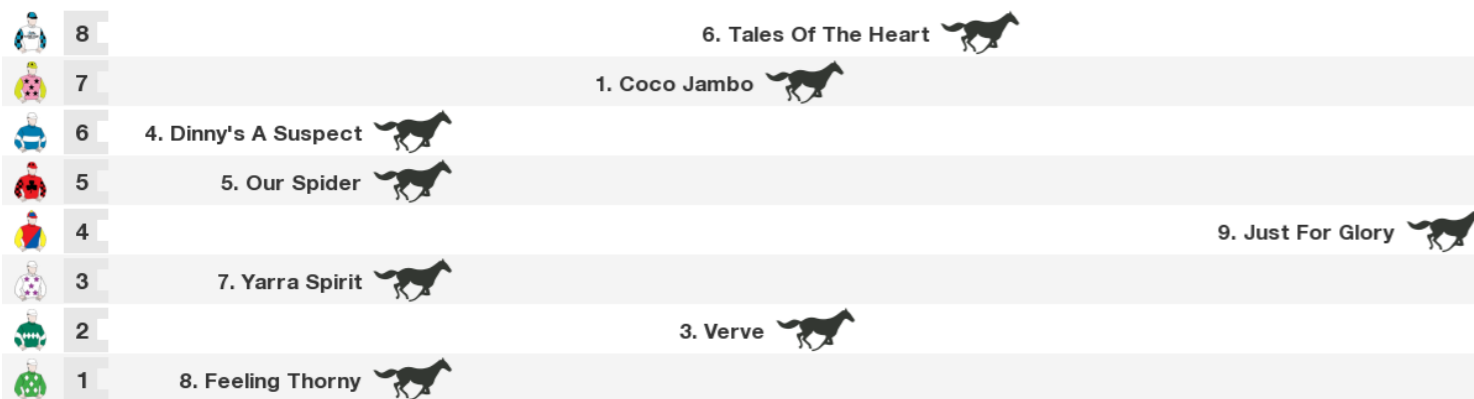 8 6. Tales Of The Heart
7 1. Coco Jambo
6 4. Dinny's A Suspect
5 5. Our Spider
4 9. Just For Glory
3 7. Yarra Spirit
2 3. Verve
1 8. Feeling Thorny